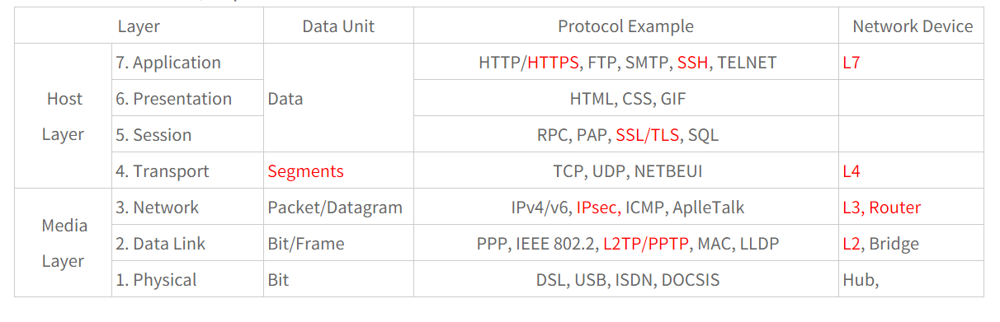 Layer Data Unit Protocol Example Network Device
Host Layer
7. Application Data HTTP/HTTPS, FTP, SMTP, SSH, TELNET L7
6. Presentation HTML, CSS, GIF
5. Session RPC, PAP, SSL/TLS, SQL
4. Transport Segments TCP, UDP, NETBEUI L4
Media Layer
3. Network Packet/Datagram IPv4/v6, IPsec, ICMP, AplleTalk L3, Router
2. Data Link Bit/Frame PPP, IEEE 802.2, L2TP/PPTP, MAC, LLDP L2, Bridge
1. Physical Bit DSL, USB, ISDN, DOCSIS Hub,